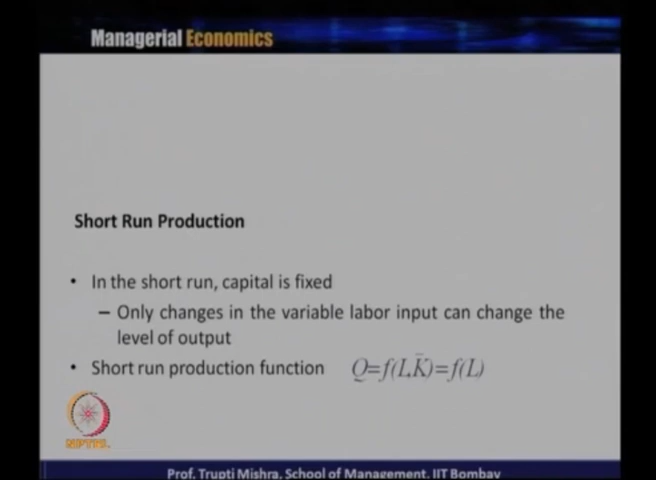 Managerial Economics
Short Run Production
• In the short run, capital is fixed
– Only changes in the variable labor input can change the
level of output
• Short run production function Q=f(L,K̄)=f(L)
NPTEL
Prof. Trupti Mishra, School of Management, IIT Bombay